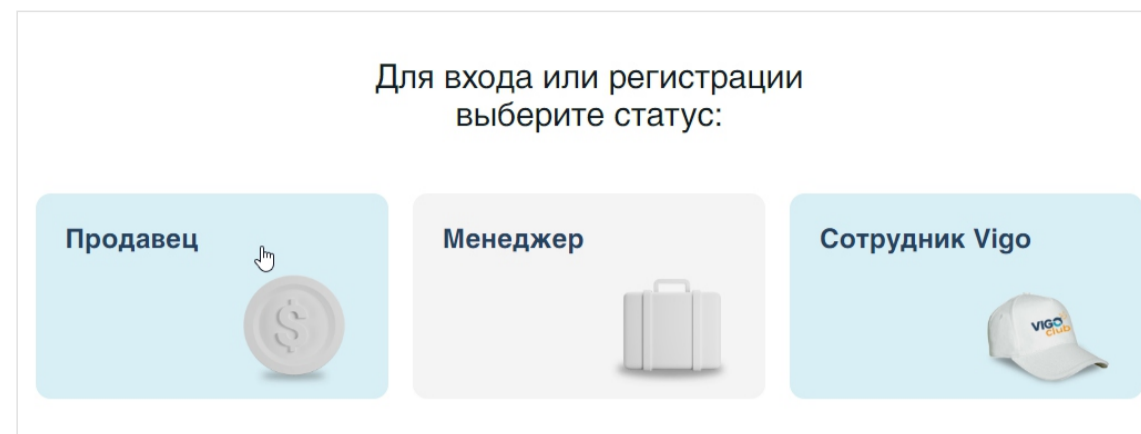 Для входа или регистрации
выберите статус:
Продавец
Менеджер
Сотрудник Vigo
$
VIGO
club